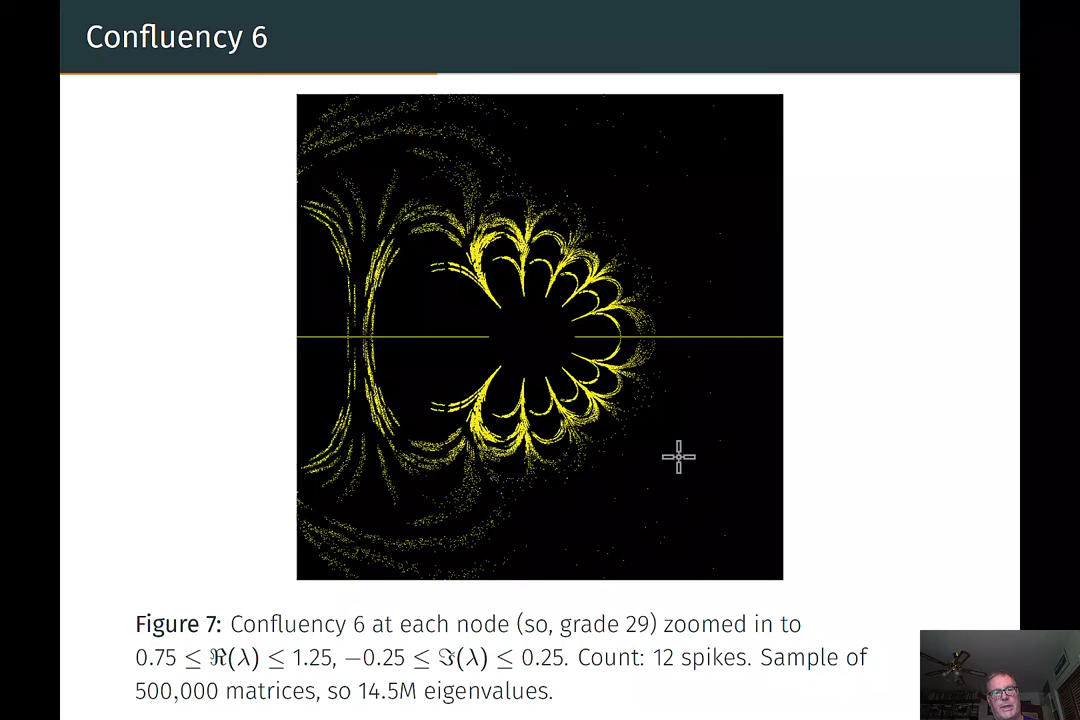 Confluency 6
Figure 7: Confluency 6 at each node (so, grade 29) zoomed in to
0.75 ≤ ℜ(λ) ≤ 1.25, −0.25 ≤ ℑ(λ) ≤ 0.25. Count: 12 spikes. Sample of
500,000 matrices, so 14.5M eigenvalues.